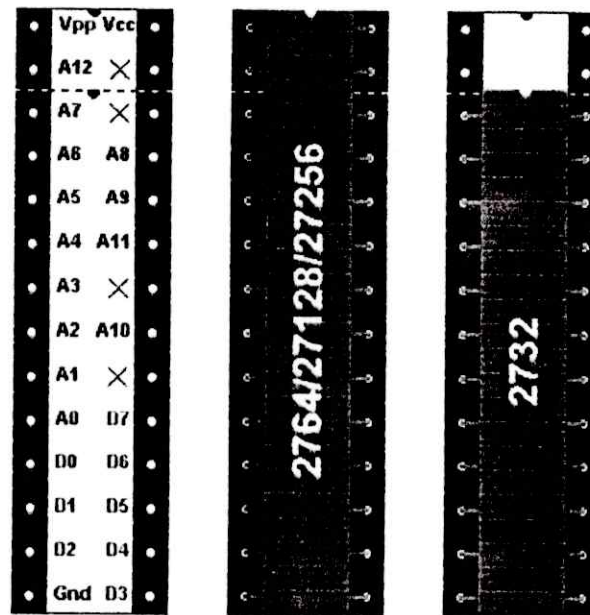 Vpp Vcc
A12 X
A7 X
A6 A8
A5 A9
A4 A11
A3 X
A2 A10
A1 X
A0 D7
D0 D6
D1 D5
D2 D4
Gnd D3
2764/27128/27256
2732